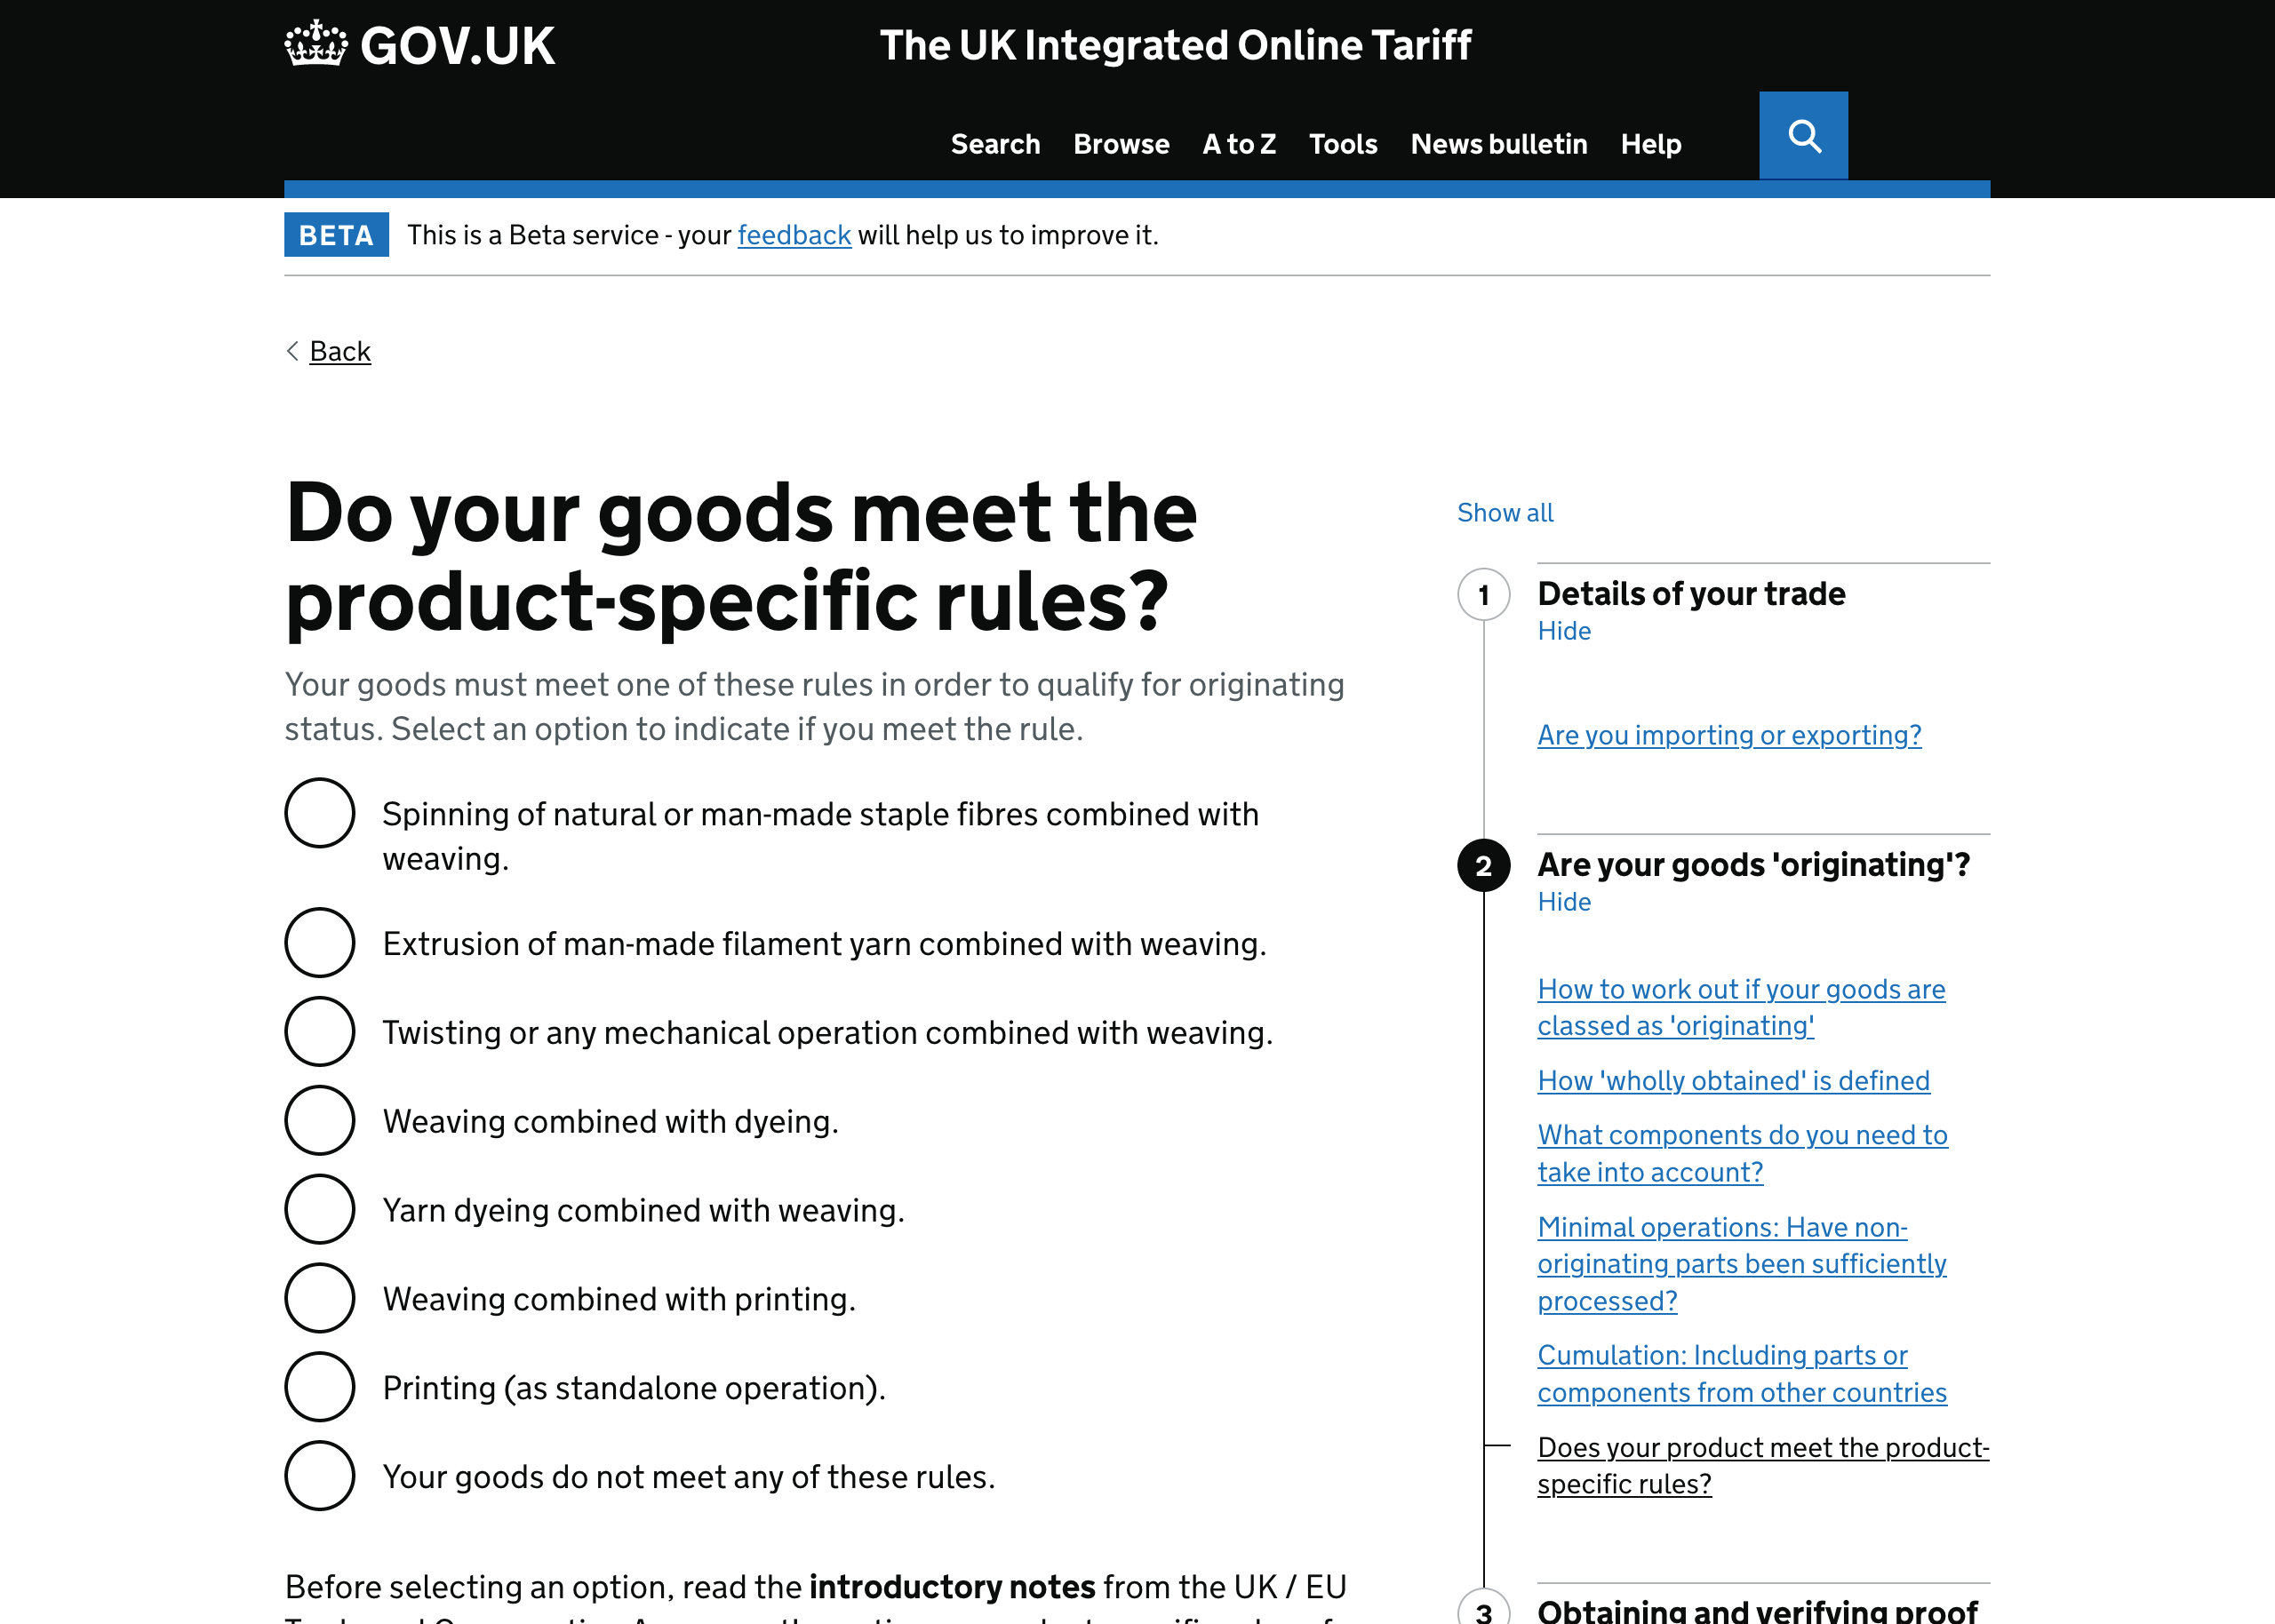 GOV.UK
The UK Integrated Online Tariff
Search Browse A to Z Tools News bulletin Help
BETA This is a Beta service - your feedback will help us to improve it.
Back
Do your goods meet the
product-specific rules?
Your goods must meet one of these rules in order to qualify for originating
status. Select an option to indicate if you meet the rule.
Spinning of natural or man-made staple fibres combined with
weaving.
Extrusion of man-made filament yarn combined with weaving.
Twisting or any mechanical operation combined with weaving.
Weaving combined with dyeing.
Yarn dyeing combined with weaving.
Weaving combined with printing.
Printing (as standalone operation).
Your goods do not meet any of these rules.
Before selecting an option, read the introductory notes from the UK / EU
Show all
1 Details of your trade
Hide
Are you importing or exporting?
2 Are your goods 'originating'?
Hide
How to work out if your goods are
classed as 'originating'
How 'wholly obtained' is defined
What components do you need to
take into account?
Minimal operations: Have non-
originating parts been sufficiently
processed?
Cumulation: Including parts or
components from other countries
Does your product meet the product-
specific rules?
3 Obtaining and verifying proof